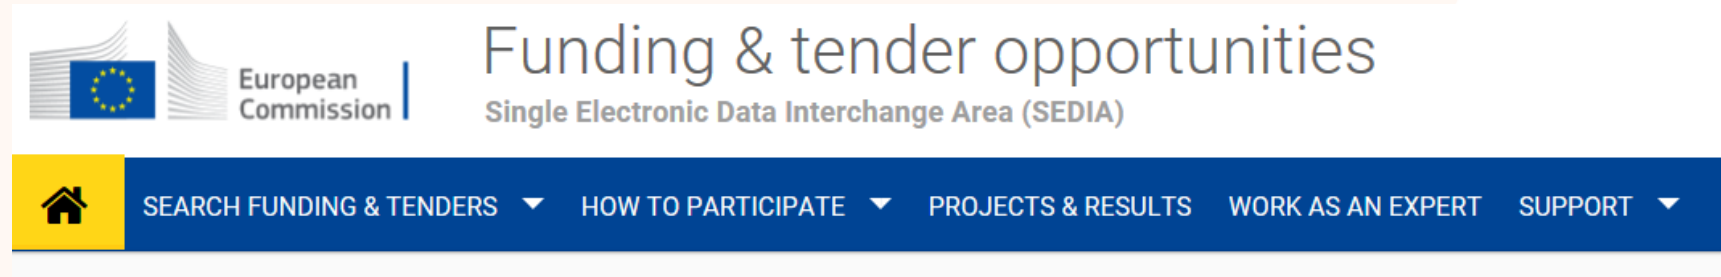 European
Commission
Funding & tender opportunities
Single Electronic Data Interchange Area (SEDIA)
SEARCH FUNDING & TENDERS HOW TO PARTICIPATE PROJECTS & RESULTS WORK AS AN EXPERT SUPPORT